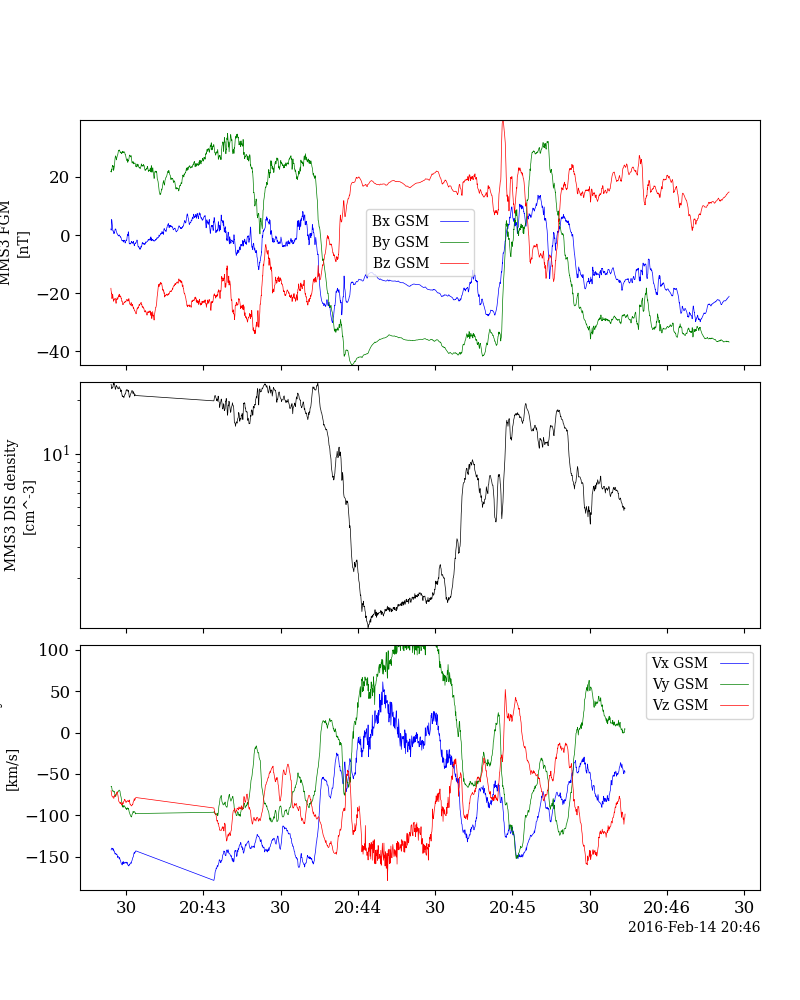 MMS3 FGM
[nT]
20
0
−20
−40
Bx GSM
By GSM
Bz GSM
MMS3 DIS density
[cm^-3]
10^1
[km/s]
100
50
0
−50
−100
−150
Vx GSM
Vy GSM
Vz GSM
30 20:43 30 20:44 30 20:45 30 20:46 30
2016-Feb-14 20:46